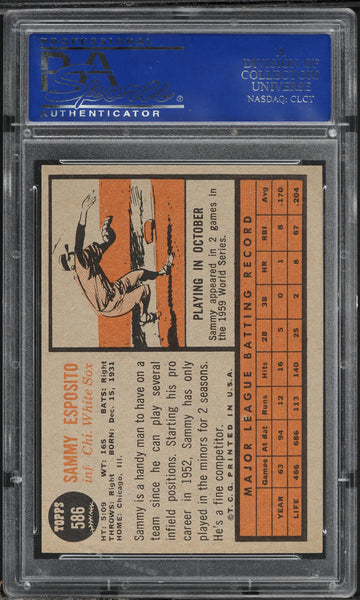 PROFESSIONAL
PSA
Sports
®
AUTHENTICATOR
A
DIVISION OF
COLLECTORS
UNIVERSE
NASDAQ: CLCT
TOPPS
586
SAMMY ESPOSITO
inf Chi. White Sox
HT: 5:09 WT: 165 BATS: Right
THROWS: Right BORN: Dec. 15, 1931
HOME: Chicago, Ill.
Sammy is a handy man to have on a
team since he can play several
infield positions. Starting his pro
career in 1952, Sammy has only
played in the minors for 2 seasons.
He's a fine competitor.
©T.C.G. PRINTED IN U.S.A.
PLAYING IN OCTOBER
Sammy appeared in 2 games in
the 1959 World Series.
MAJOR LEAGUE BATTING RECORD
Games At bat Runs Hits 2B 3B HR RBI Avg
YEAR 63 94 12 16 5 0 1 8 .170
LIFE 466 686 113 140 25 2 8 67 .204